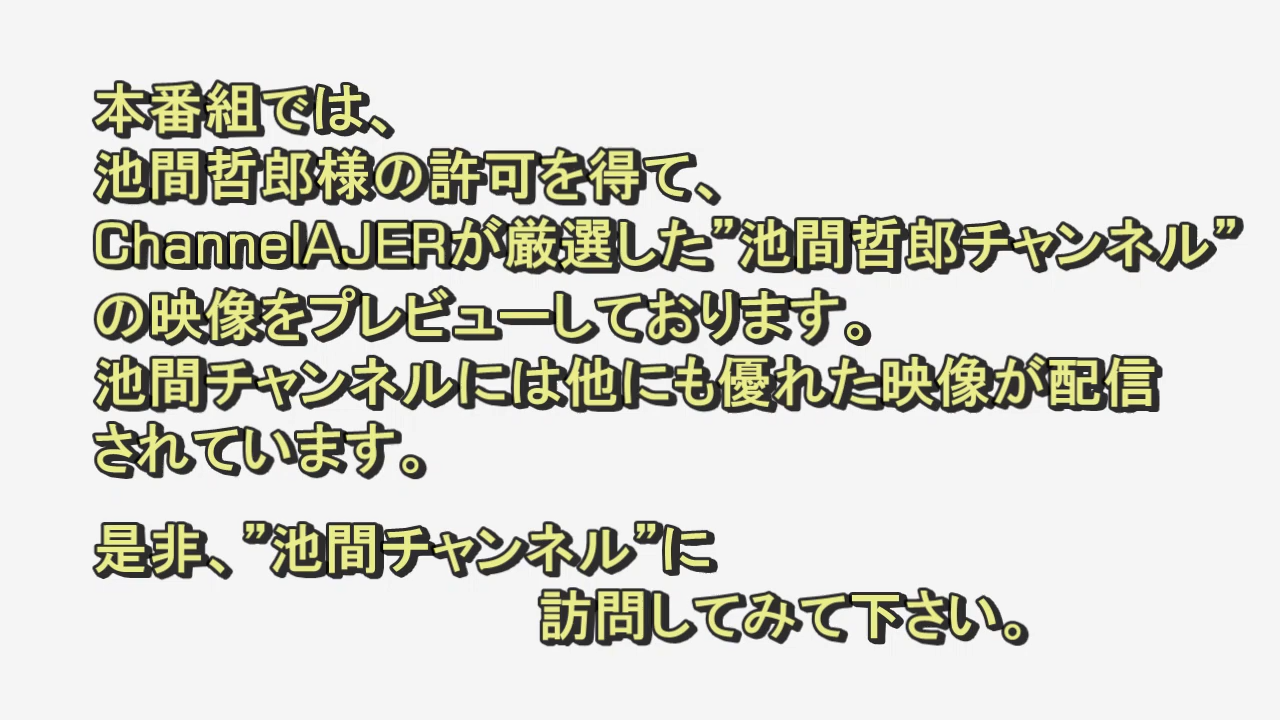 本番組では、
池間哲郎様の許可を得て、
ChannelAJERが厳選した”池間哲郎チャンネル”
の映像をプレビューしております。
池間チャンネルには他にも優れた映像が配信
されています。
是非、”池間チャンネル”に
訪問してみて下さい。